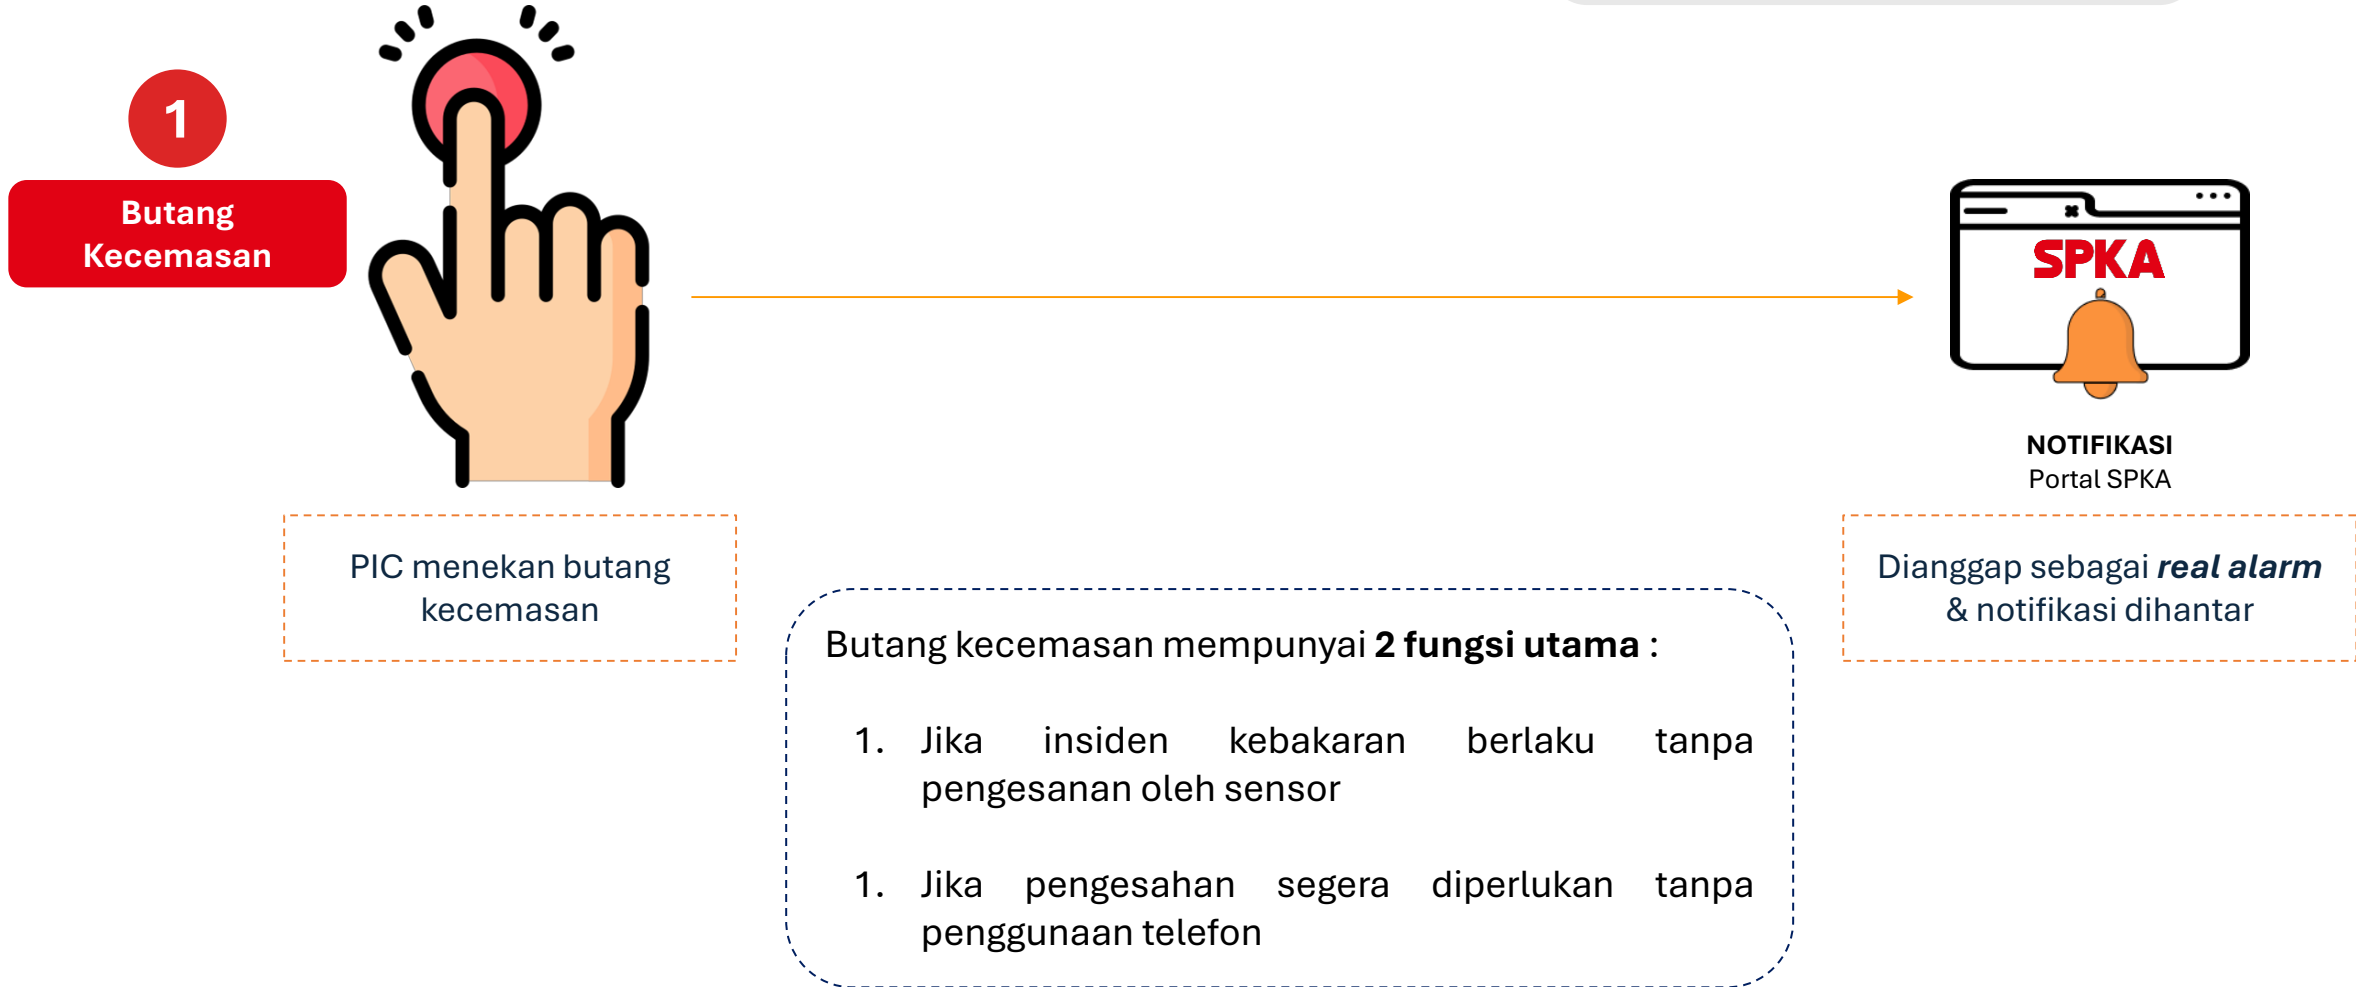 1
Butang
Kecemasan
SPKA
NOTIFIKASI
Portal SPKA
PIC menekan butang
kecemasan
Dianggap sebagai real alarm
& notifikasi dihantar
Butang kecemasan mempunyai 2 fungsi utama :
1. Jika insiden kebakaran berlaku tanpa
pengesanan oleh sensor
1. Jika pengesahan segera diperlukan tanpa
penggunaan telefon